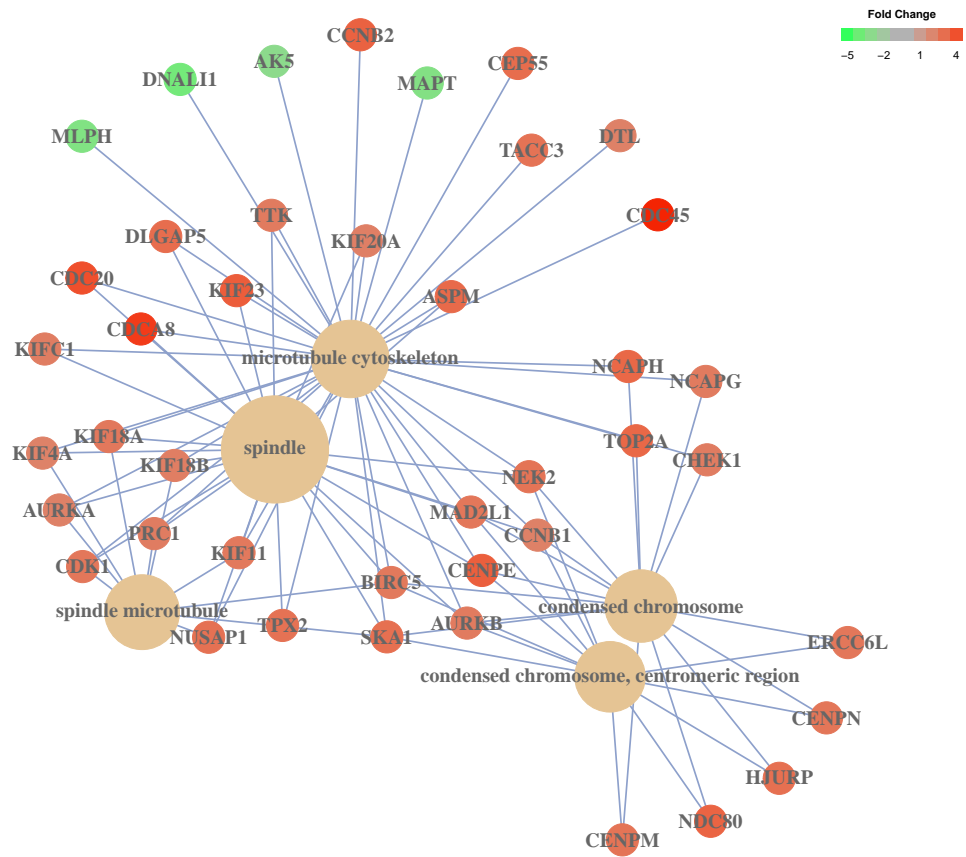 Fold Change
−5 −2 1 4
CCNB2
AK5
CEP55
DNALI1
MAPT
MLPH
DTL
TACC3
TTK
CDC45
DLGAP5
KIF20A
CDC20
KIF23
ASPM
CDCA8
KIFC1
microtubule cytoskeleton
NCAPH
NCAPG
KIF18A
TOP2A
KIF4A
spindle
KIF18B
CHEK1
NEK2
AURKA
MAD2L1
PRC1
CCNB1
KIF11
CDK1
CENPE
BIRC5
spindle microtubule
condensed chromosome
TPX2
AURKB
NUSAP1
SKA1
ERCC6L
condensed chromosome, centromeric region
CENPN
HJURP
NDC80
CENPM